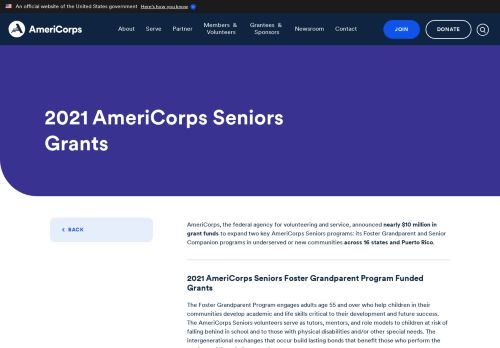 An official website of the United States government Here's how you know
AmeriCorps
About Serve Partner Members & Volunteers Grantees & Sponsors Newsroom Contact JOIN DONATE
2021 AmeriCorps Seniors
Grants
BACK
AmeriCorps, the federal agency for volunteering and service, announced nearly $10 million in
grant funds to expand two key AmeriCorps Seniors programs: its Foster Grandparent and Senior
Companion programs in underserved or new communities across 16 states and Puerto Rico.
2021 AmeriCorps Seniors Foster Grandparent Program Funded
Grants
The Foster Grandparent Program engages adults age 55 and over who help children in their
communities develop academic and life skills critical to their development and future success.
The AmeriCorps Seniors volunteers serve as tutors, mentors, and role models to children at risk of
falling behind in school and to those with physical disabilities and/or other special needs. The
intergenerational exchanges that occur build lasting bonds that benefit those who perform the